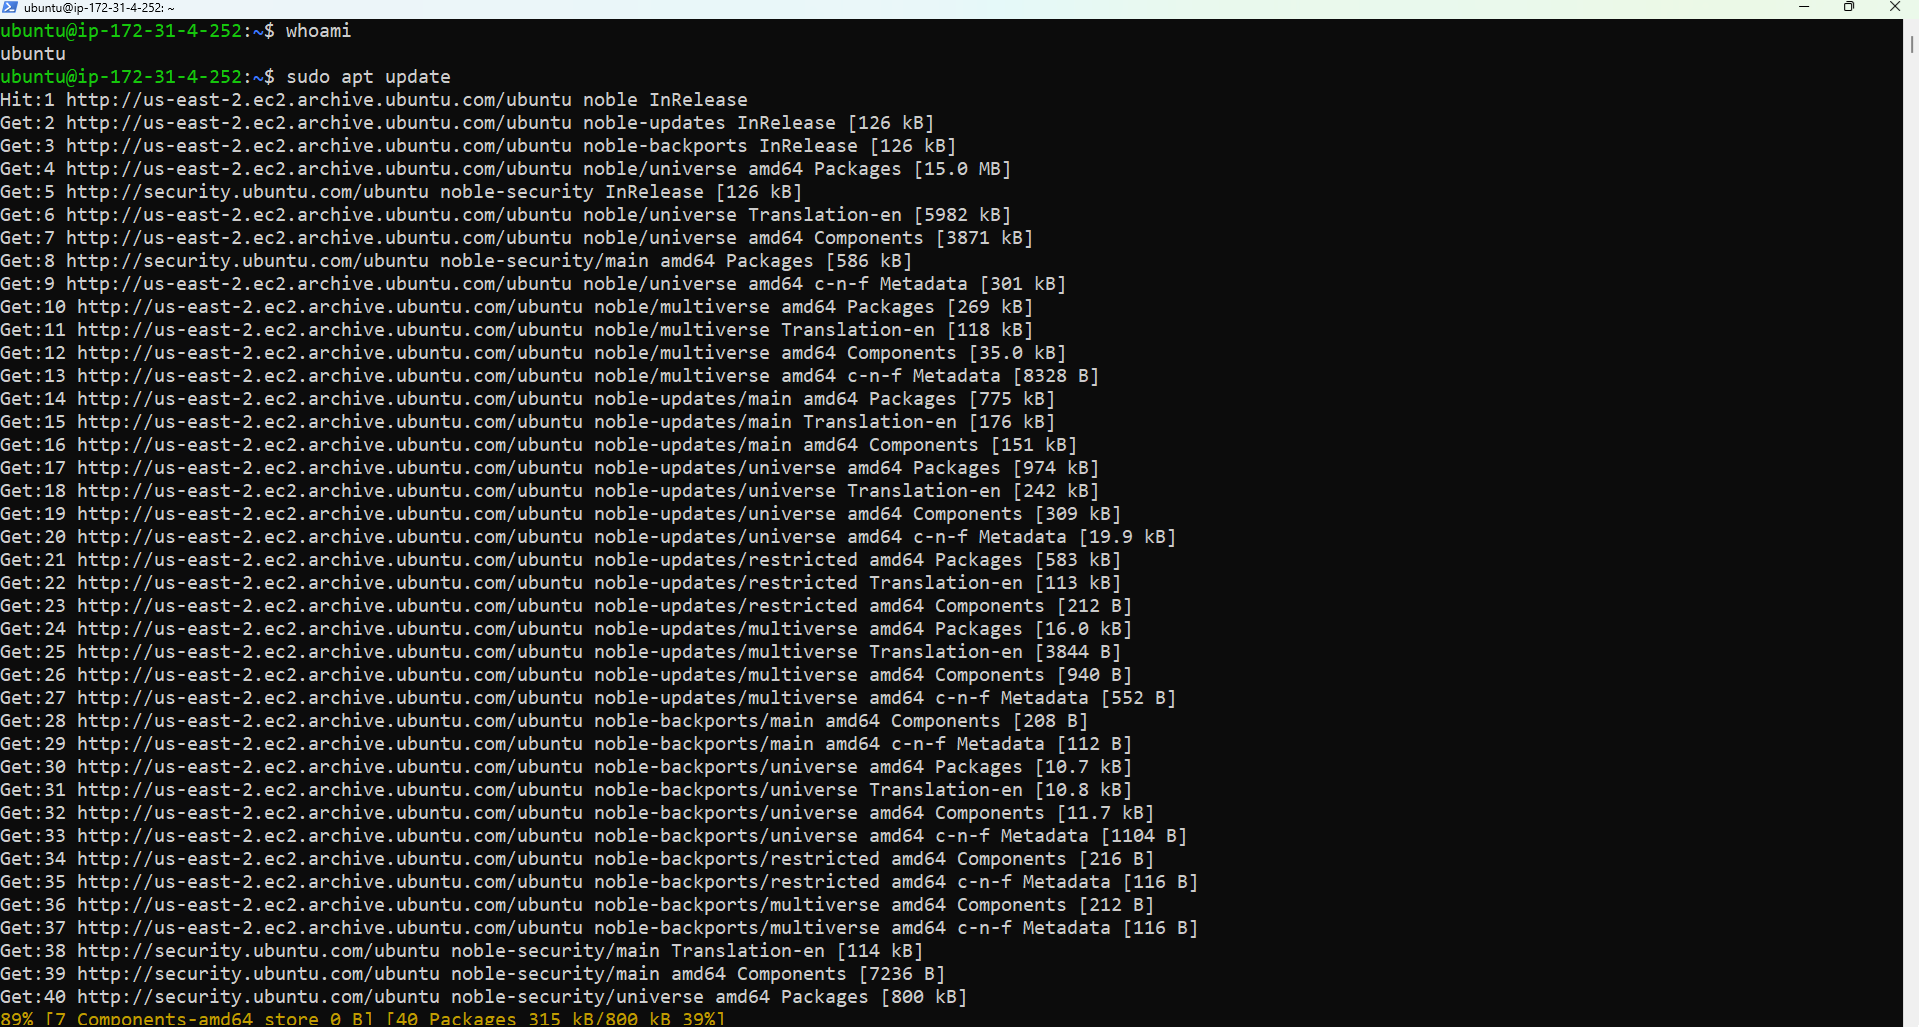 ubuntu@ip-172-31-4-252: ~
ubuntu@ip-172-31-4-252:~$ whoami
ubuntu
ubuntu@ip-172-31-4-252:~$ sudo apt update
Hit:1 http://us-east-2.ec2.archive.ubuntu.com/ubuntu noble InRelease
Get:2 http://us-east-2.ec2.archive.ubuntu.com/ubuntu noble-updates InRelease [126 kB]
Get:3 http://us-east-2.ec2.archive.ubuntu.com/ubuntu noble-backports InRelease [126 kB]
Get:4 http://us-east-2.ec2.archive.ubuntu.com/ubuntu noble/universe amd64 Packages [15.0 MB]
Get:5 http://security.ubuntu.com/ubuntu noble-security InRelease [126 kB]
Get:6 http://us-east-2.ec2.archive.ubuntu.com/ubuntu noble/universe Translation-en [5982 kB]
Get:7 http://us-east-2.ec2.archive.ubuntu.com/ubuntu noble/universe amd64 Components [3871 kB]
Get:8 http://security.ubuntu.com/ubuntu noble-security/main amd64 Packages [586 kB]
Get:9 http://us-east-2.ec2.archive.ubuntu.com/ubuntu noble/universe amd64 c-n-f Metadata [301 kB]
Get:10 http://us-east-2.ec2.archive.ubuntu.com/ubuntu noble/multiverse amd64 Packages [269 kB]
Get:11 http://us-east-2.ec2.archive.ubuntu.com/ubuntu noble/multiverse Translation-en [118 kB]
Get:12 http://us-east-2.ec2.archive.ubuntu.com/ubuntu noble/multiverse amd64 Components [35.0 kB]
Get:13 http://us-east-2.ec2.archive.ubuntu.com/ubuntu noble/multiverse amd64 c-n-f Metadata [8328 B]
Get:14 http://us-east-2.ec2.archive.ubuntu.com/ubuntu noble-updates/main amd64 Packages [775 kB]
Get:15 http://us-east-2.ec2.archive.ubuntu.com/ubuntu noble-updates/main Translation-en [176 kB]
Get:16 http://us-east-2.ec2.archive.ubuntu.com/ubuntu noble-updates/main amd64 Components [151 kB]
Get:17 http://us-east-2.ec2.archive.ubuntu.com/ubuntu noble-updates/universe amd64 Packages [974 kB]
Get:18 http://us-east-2.ec2.archive.ubuntu.com/ubuntu noble-updates/universe Translation-en [242 kB]
Get:19 http://us-east-2.ec2.archive.ubuntu.com/ubuntu noble-updates/universe amd64 Components [309 kB]
Get:20 http://us-east-2.ec2.archive.ubuntu.com/ubuntu noble-updates/universe amd64 c-n-f Metadata [19.9 kB]
Get:21 http://us-east-2.ec2.archive.ubuntu.com/ubuntu noble-updates/restricted amd64 Packages [583 kB]
Get:22 http://us-east-2.ec2.archive.ubuntu.com/ubuntu noble-updates/restricted Translation-en [113 kB]
Get:23 http://us-east-2.ec2.archive.ubuntu.com/ubuntu noble-updates/restricted amd64 Components [212 B]
Get:24 http://us-east-2.ec2.archive.ubuntu.com/ubuntu noble-updates/multiverse amd64 Packages [16.0 kB]
Get:25 http://us-east-2.ec2.archive.ubuntu.com/ubuntu noble-updates/multiverse Translation-en [3844 B]
Get:26 http://us-east-2.ec2.archive.ubuntu.com/ubuntu noble-updates/multiverse amd64 Components [940 B]
Get:27 http://us-east-2.ec2.archive.ubuntu.com/ubuntu noble-updates/multiverse amd64 c-n-f Metadata [552 B]
Get:28 http://us-east-2.ec2.archive.ubuntu.com/ubuntu noble-backports/main amd64 Components [208 B]
Get:29 http://us-east-2.ec2.archive.ubuntu.com/ubuntu noble-backports/main amd64 c-n-f Metadata [112 B]
Get:30 http://us-east-2.ec2.archive.ubuntu.com/ubuntu noble-backports/universe amd64 Packages [10.7 kB]
Get:31 http://us-east-2.ec2.archive.ubuntu.com/ubuntu noble-backports/universe Translation-en [10.8 kB]
Get:32 http://us-east-2.ec2.archive.ubuntu.com/ubuntu noble-backports/universe amd64 Components [11.7 kB]
Get:33 http://us-east-2.ec2.archive.ubuntu.com/ubuntu noble-backports/universe amd64 c-n-f Metadata [1104 B]
Get:34 http://us-east-2.ec2.archive.ubuntu.com/ubuntu noble-backports/restricted amd64 Components [216 B]
Get:35 http://us-east-2.ec2.archive.ubuntu.com/ubuntu noble-backports/restricted amd64 c-n-f Metadata [116 B]
Get:36 http://us-east-2.ec2.archive.ubuntu.com/ubuntu noble-backports/multiverse amd64 Components [212 B]
Get:37 http://us-east-2.ec2.archive.ubuntu.com/ubuntu noble-backports/multiverse amd64 c-n-f Metadata [116 B]
Get:38 http://security.ubuntu.com/ubuntu noble-security/main Translation-en [114 kB]
Get:39 http://security.ubuntu.com/ubuntu noble-security/main amd64 Components [7236 B]
Get:40 http://security.ubuntu.com/ubuntu noble-security/universe amd64 Packages [800 kB]
89% [7 Components-amd64 store 0 B] [40 Packages 315 kB/800 kB 39%]